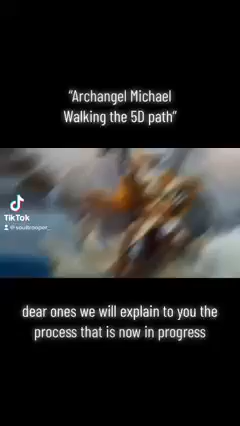 “Archangel Michael
Walking the 5D path”
TikTok
@saulicooper_
dear ones we will explain to you the
process that is now in progress